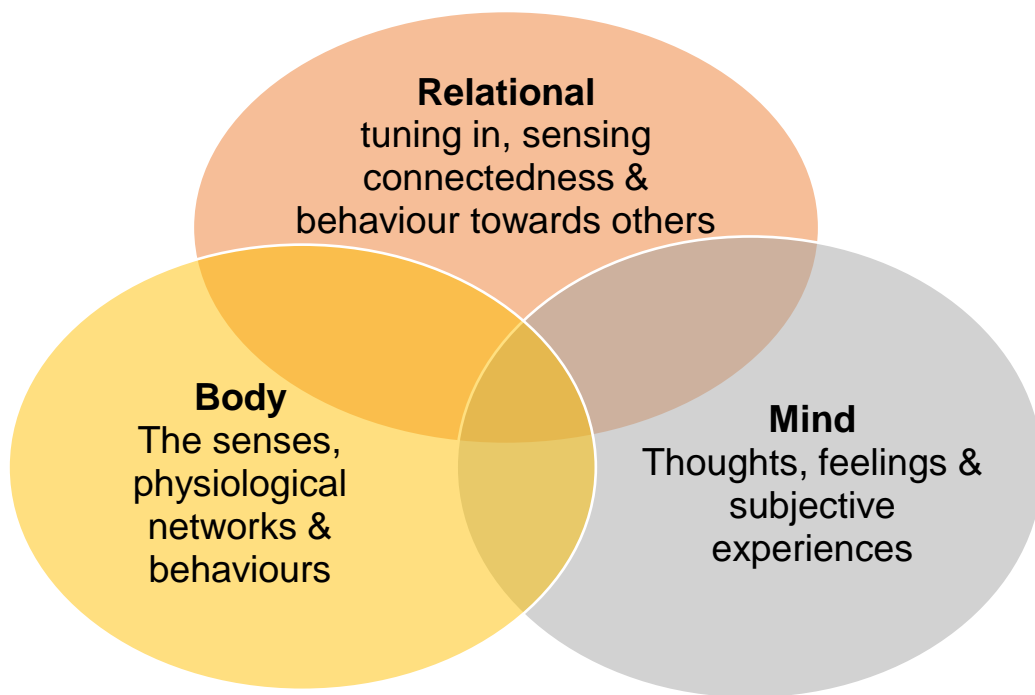 Relational
tuning in, sensing
connectedness &
behaviour towards others
Body
The senses,
physiological
networks &
behaviours
Mind
Thoughts, feelings &
subjective
experiences